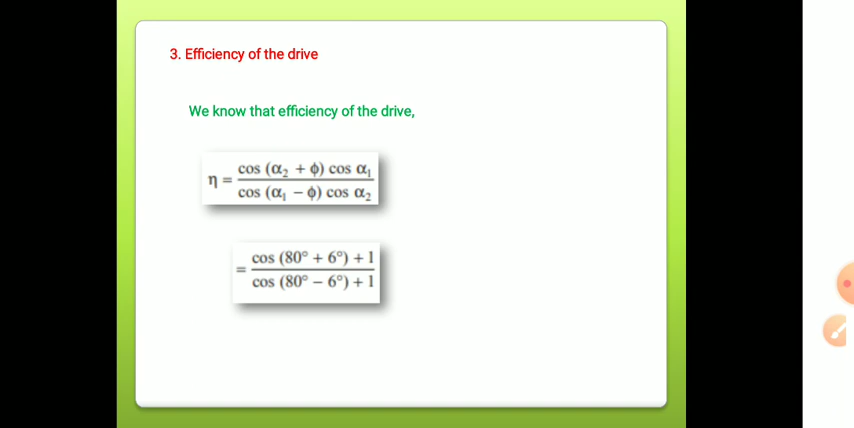 3. Efficiency of the drive
We know that efficiency of the drive,
η = cos (α₂ + ϕ) cos α₁ / cos (α₁ − ϕ) cos α₂
= cos (80° + 6°) + 1 / cos (80° − 6°) + 1